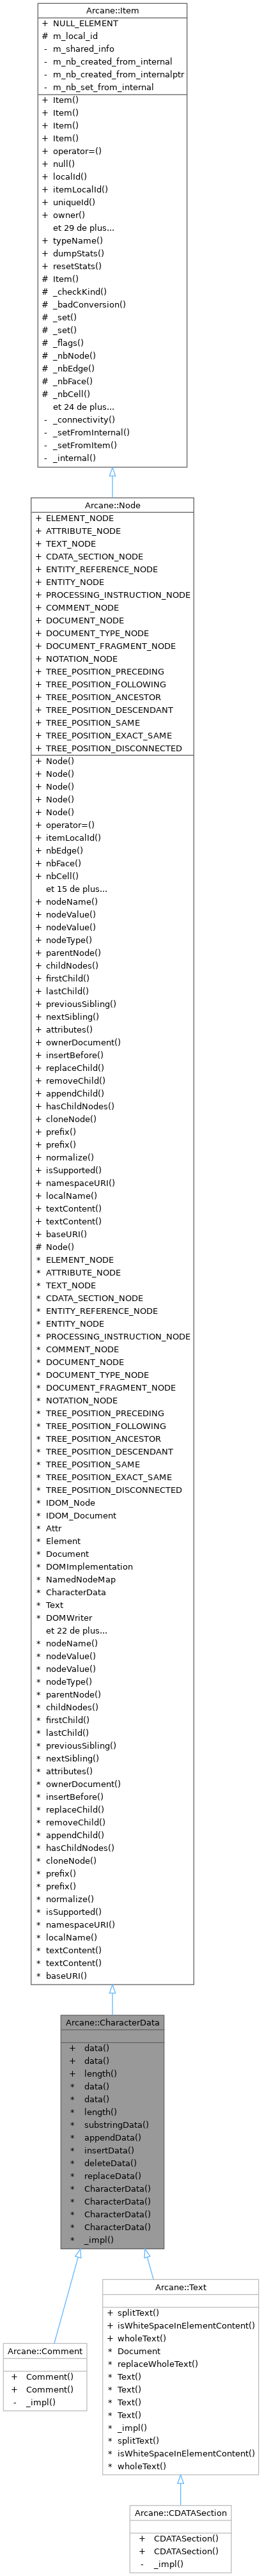 Arcane::Item
+ NULL_ELEMENT
# m_local_id
- m_shared_info
- m_nb_created_from_internal
- m_nb_created_from_internalptr
- m_nb_set_from_internal
+ Item()
+ Item()
+ Item()
+ Item()
+ operator=()
+ null()
+ localId()
+ itemLocalId()
+ uniqueId()
+ owner()
et 29 de plus...
+ typeName()
+ dumpStats()
+ resetStats()
# Item()
# _checkKind()
# _badConversion()
# _set()
# _set()
# _flags()
# _nbNode()
# _nbEdge()
# _nbFace()
# _nbCell()
et 24 de plus...
- _connectivity()
- _setFromInternal()
- _setFromItem()
- _internal()
Arcane::Node
+ ELEMENT_NODE
+ ATTRIBUTE_NODE
+ TEXT_NODE
+ CDATA_SECTION_NODE
+ ENTITY_REFERENCE_NODE
+ ENTITY_NODE
+ PROCESSING_INSTRUCTION_NODE
+ COMMENT_NODE
+ DOCUMENT_NODE
+ DOCUMENT_TYPE_NODE
+ DOCUMENT_FRAGMENT_NODE
+ NOTATION_NODE
+ TREE_POSITION_PRECEDING
+ TREE_POSITION_FOLLOWING
+ TREE_POSITION_ANCESTOR
+ TREE_POSITION_DESCENDANT
+ TREE_POSITION_SAME
+ TREE_POSITION_EXACT_SAME
+ TREE_POSITION_DISCONNECTED
+ Node()
+ Node()
+ Node()
+ Node()
+ Node()
+ operator=()
+ itemLocalId()
+ nbEdge()
+ nbFace()
+ nbCell()
et 15 de plus...
+ nodeName()
+ nodeValue()
+ nodeValue()
+ nodeType()
+ parentNode()
+ childNodes()
+ firstChild()
+ lastChild()
+ previousSibling()
+ nextSibling()
+ attributes()
+ ownerDocument()
+ insertBefore()
+ replaceChild()
+ removeChild()
+ appendChild()
+ hasChildNodes()
+ cloneNode()
+ prefix()
+ prefix()
+ normalize()
+ isSupported()
+ namespaceURI()
+ localName()
+ textContent()
+ textContent()
+ baseURI()
# Node()
* ELEMENT_NODE
* ATTRIBUTE_NODE
* TEXT_NODE
* CDATA_SECTION_NODE
* ENTITY_REFERENCE_NODE
* ENTITY_NODE
* PROCESSING_INSTRUCTION_NODE
* COMMENT_NODE
* DOCUMENT_NODE
* DOCUMENT_TYPE_NODE
* DOCUMENT_FRAGMENT_NODE
* NOTATION_NODE
* TREE_POSITION_PRECEDING
* TREE_POSITION_FOLLOWING
* TREE_POSITION_ANCESTOR
* TREE_POSITION_DESCENDANT
* TREE_POSITION_SAME
* TREE_POSITION_EXACT_SAME
* TREE_POSITION_DISCONNECTED
* IDOM_Node
* IDOM_Document
* Attr
* Element
* Document
* DOMImplementation
* NamedNodeMap
* CharacterData
* Text
* DOMWriter
et 22 de plus...
* nodeName()
* nodeValue()
* nodeValue()
* nodeType()
* parentNode()
* childNodes()
* firstChild()
* lastChild()
* previousSibling()
* nextSibling()
* attributes()
* ownerDocument()
* insertBefore()
* replaceChild()
* removeChild()
* appendChild()
* hasChildNodes()
* cloneNode()
* prefix()
* prefix()
* normalize()
* isSupported()
* namespaceURI()
* localName()
* textContent()
* textContent()
* baseURI()
Arcane::CharacterData
+ data()
+ data()
+ length()
* data()
* data()
* length()
* substringData()
* appendData()
* insertData()
* deleteData()
* replaceData()
* CharacterData()
* CharacterData()
* CharacterData()
* CharacterData()
* _impl()
Arcane::Comment
+ Comment()
+ Comment()
- _impl()
Arcane::Text
+ splitText()
+ isWhiteSpaceInElementContent()
+ wholeText()
* Document
* replaceWholeText()
* Text()
* Text()
* Text()
* Text()
* _impl()
* splitText()
* isWhiteSpaceInElementContent()
* wholeText()
Arcane::CDATASection
+ CDATASection()
+ CDATASection()
- _impl()